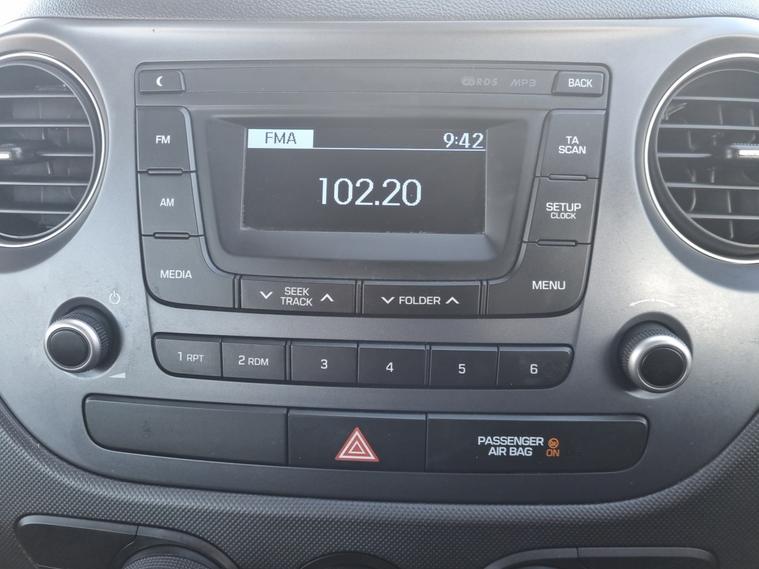 RDS MP3 BACK
FM
FMA 9:42
TA
SCAN
102.20
AM
SETUP
CLOCK
MEDIA
SEEK
TRACK
FOLDER
MENU
1 RPT
2 RDM
3
4
5
6
PASSENGER
AIR BAG ON